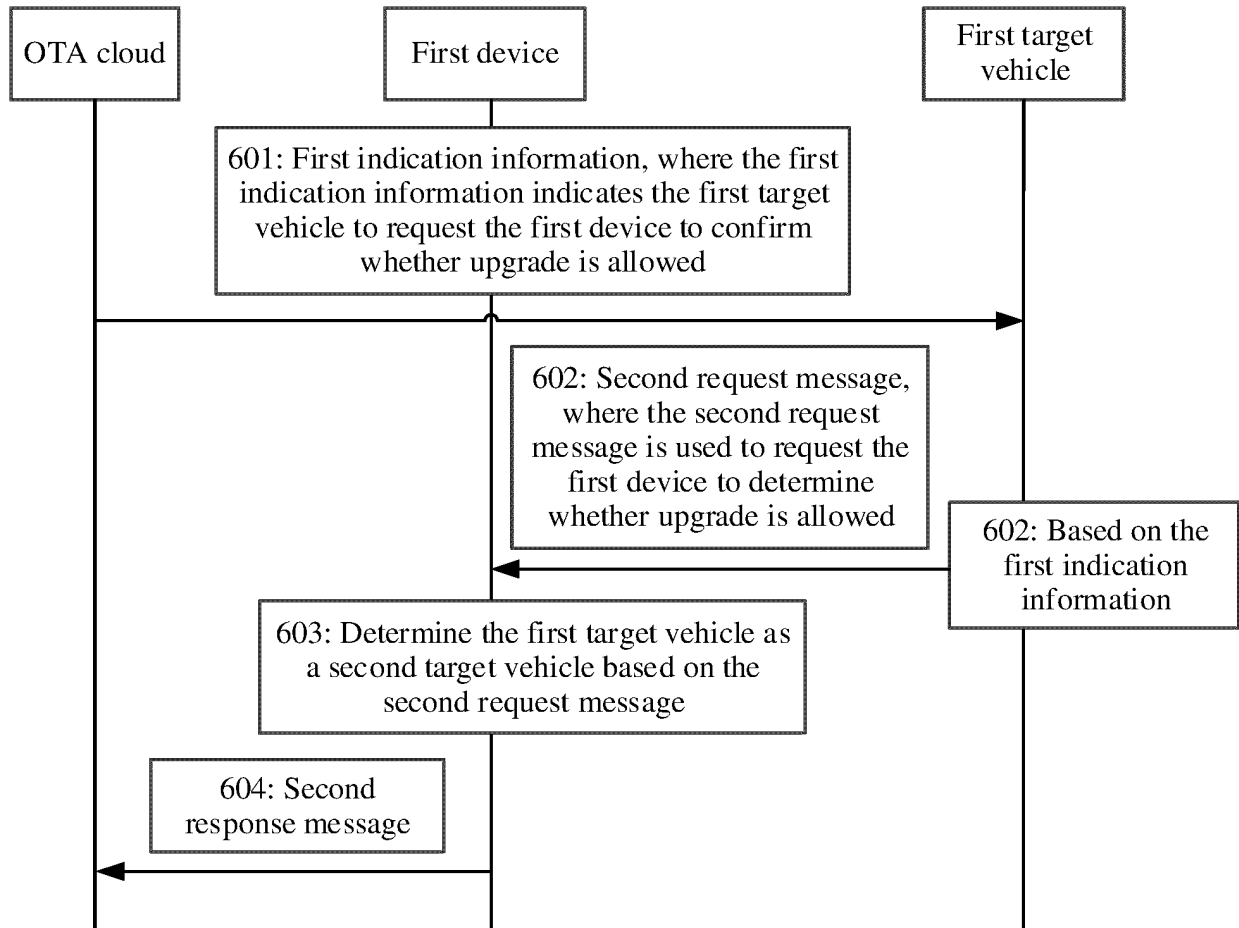 OTA cloud
First device
First target
vehicle
601: First indication information, where the first
indication information indicates the first target
vehicle to request the first device to confirm
whether upgrade is allowed
602: Second request message,
where the second request
message is used to request the
first device to determine
whether upgrade is allowed
602: Based on the
first indication
information
603: Determine the first target vehicle as
a second target vehicle based on the
second request message
604: Second
response message